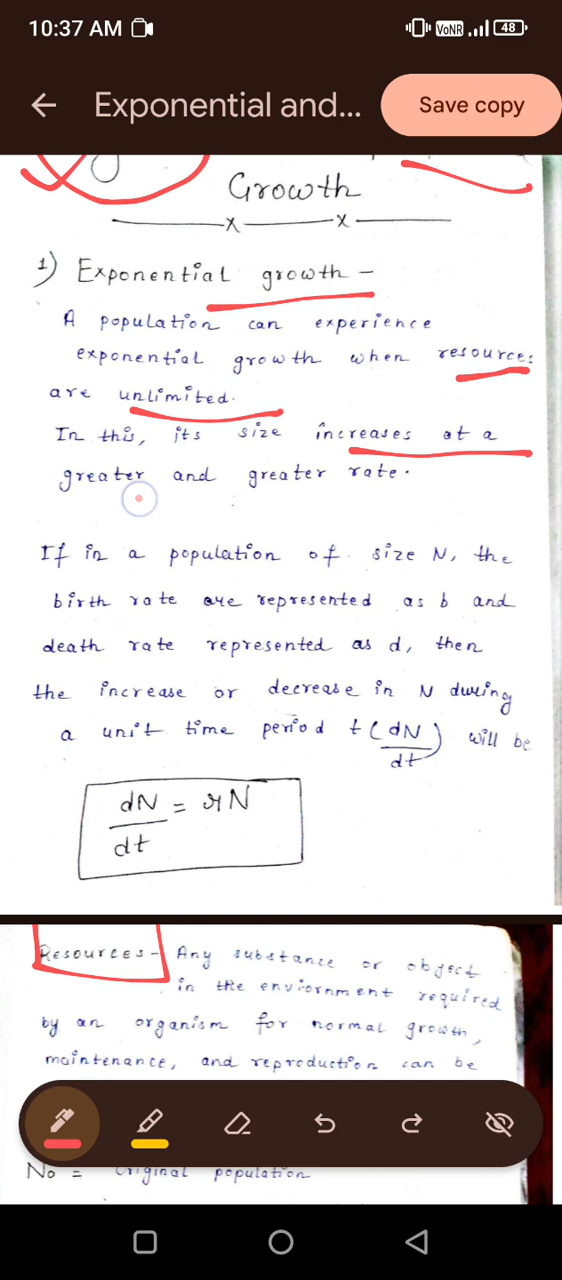 10:37 AM
VoNR 48
Exponential and...
Save copy
Growth
1) Exponential growth -
A population can experience
exponential growth when resources
are unlimited.
In this, its size increases at a
greater and greater rate.
If in a population of size N, the
birth rate are represented as b and
death rate represented as d, then
the increase or decrease in N during
a unit time period t (dN/dt) will be
dN/dt = rN
Resources - Any substance or object
in the enviornment required
by an organism for normal growth,
maintenance, and reproduction can be
No = Original population